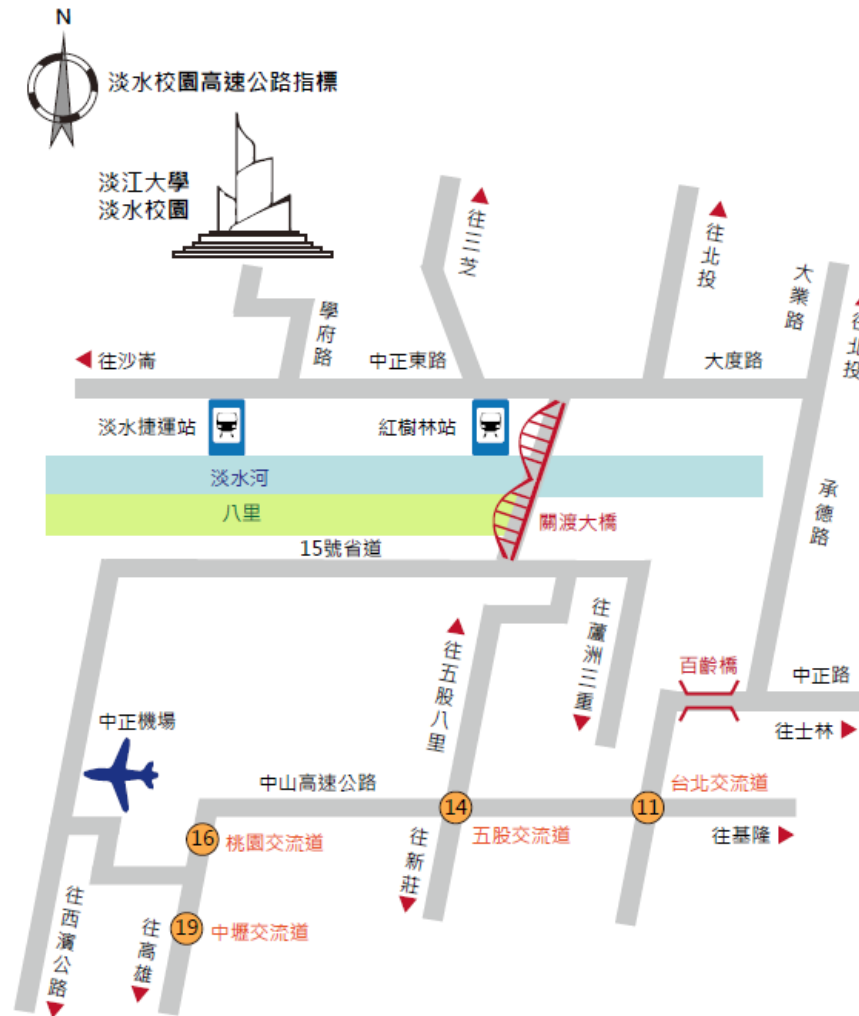 N
淡水校園高速公路指標
淡江大學
淡水校園
往三芝
往北投
大業路
往北投
學府路
往沙崙
中正東路
大度路
淡水捷運站
紅樹林站
淡水河
八里
關渡大橋
承德路
15號省道
往五股八里
往蘆洲三重
百齡橋
中正路
往士林
中正機場
中山高速公路
台北交流道
14
11
16
桃園交流道
五股交流道
往基隆
往新莊
往西濱公路
往高雄
19
中壢交流道